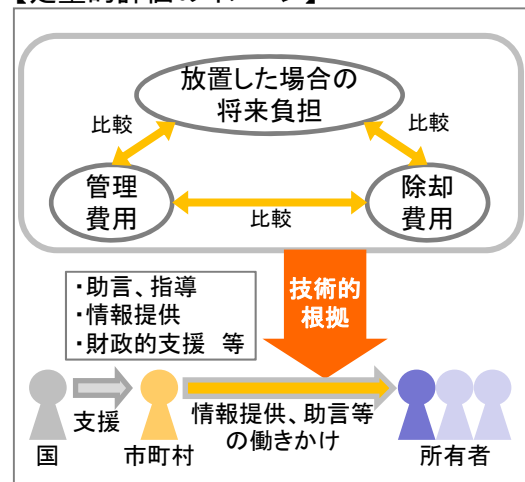 【定量的評価のイメージ】
放置した場合の
将来負担
比較
比較
管理
費用
除却
費用
比較
・助言、指導
・情報提供
・財政的支援 等
技術的
根拠
支援
情報提供、助言等
の働きかけ
国
市町村
所有者